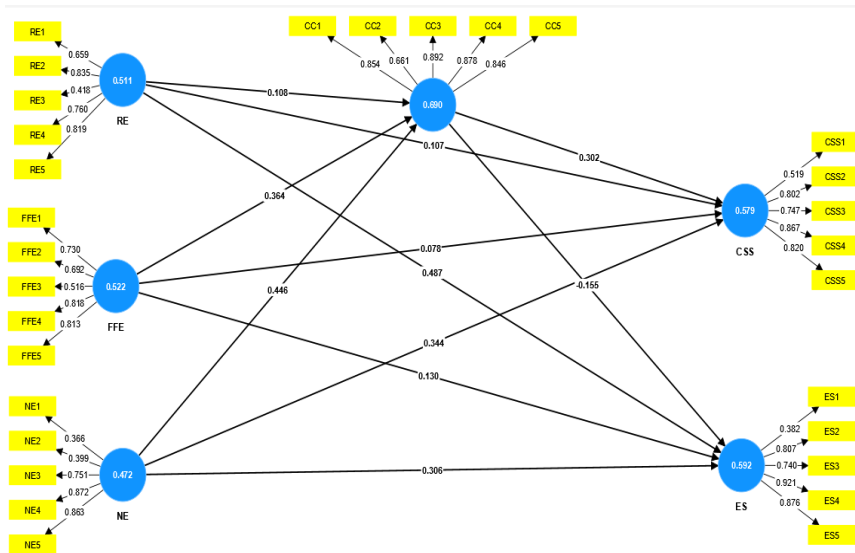 CC1 CC2 CC3 CC4 CC5
0.854 0.661 0.892 0.878 0.846
0.690
RE1
RE2
RE3
RE4
RE5
0.659
0.835
0.418
0.760
0.819
0.511
RE
0.108
0.107
0.487
FFE1
FFE2
FFE3
FFE4
FFE5
0.730
0.692
0.516
0.818
0.813
0.522
FFE
0.364
0.078
0.130
NE1
NE2
NE3
NE4
NE5
0.366
0.399
0.751
0.872
0.863
0.472
NE
0.446
0.344
0.306
0.302
-0.155
CSS1
CSS2
CSS3
CSS4
CSS5
0.519
0.802
0.747
0.867
0.820
0.579
CSS
ES1
ES2
ES3
ES4
ES5
0.382
0.807
0.740
0.921
0.876
0.592
ES